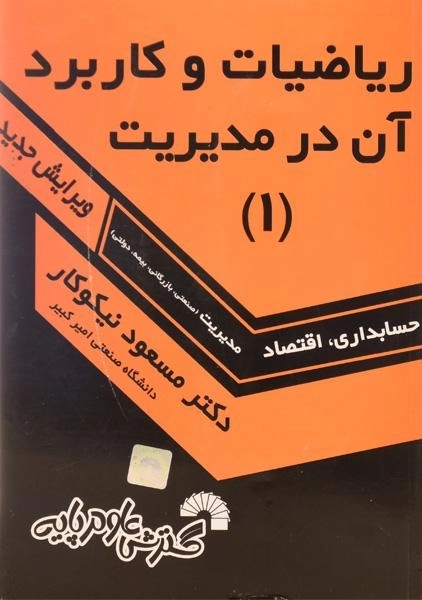 ریاضیات و کاربرد
آن در مدیریت
(۱)
ویرایش جدید
حسابداری، اقتصاد
مدیریت (صنعتی، بازرگانی، بیمه، دولتی)
دکتر مسعود نیکوکار
دانشگاه صنعتی امیر کبیر
گسترش علوم پایه